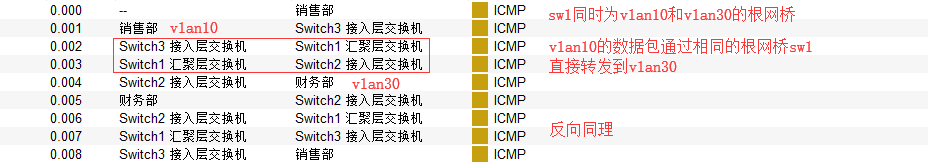 0.000 -- 销售部 ICMP sw1同时为vlan10和vlan30的根网桥
0.001 销售部 vlan10 Switch3 接入层交换机 ICMP
0.002 Switch3 接入层交换机 Switch1 汇聚层交换机 ICMP vlan10的数据包通过相同的根网桥sw1
0.003 Switch1 汇聚层交换机 Switch2 接入层交换机 ICMP 直接转发到vlan30
0.004 Switch2 接入层交换机 财务部 vlan30 ICMP
0.005 财务部 Switch2 接入层交换机 ICMP
0.006 Switch2 接入层交换机 Switch1 汇聚层交换机 ICMP 反向同理
0.007 Switch1 汇聚层交换机 Switch3 接入层交换机 ICMP
0.008 Switch3 接入层交换机 销售部 ICMP